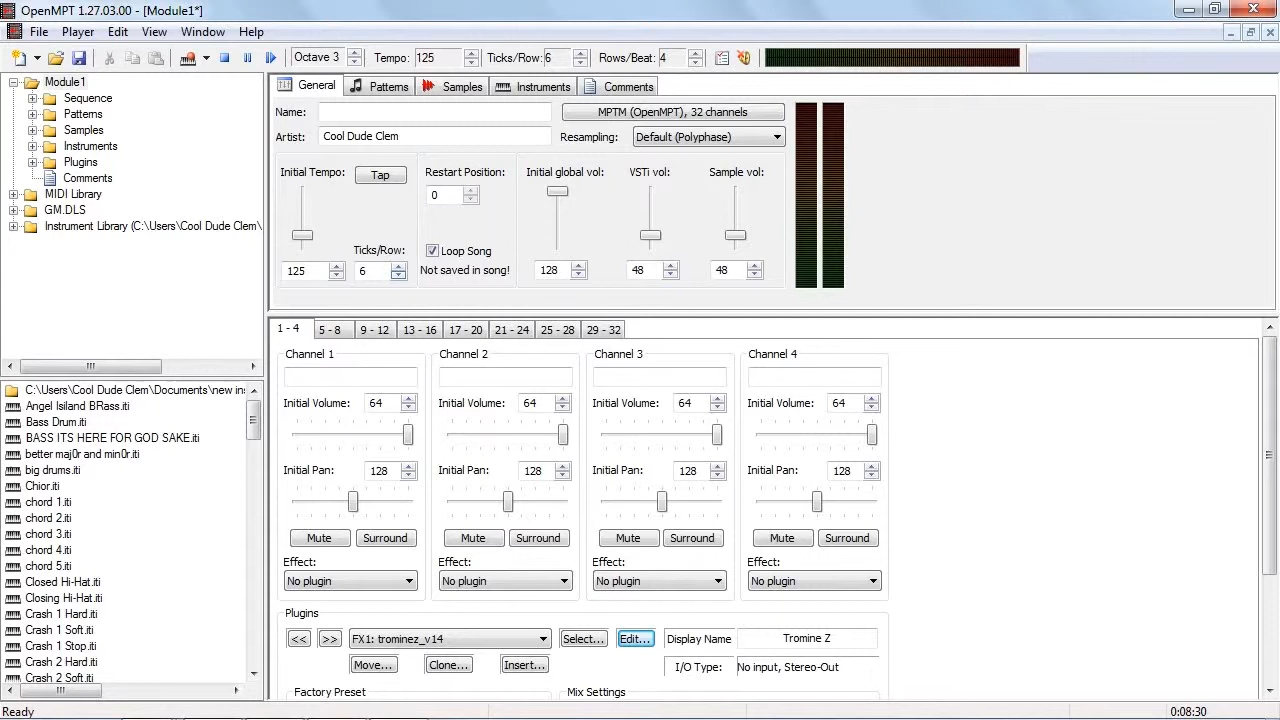 OpenMPT 1.27.03.00 - [Module1*]
File Player Edit View Window Help
Octave 3 Tempo: 125 Ticks/Row: 6 Rows/Beat: 4
Module1
Sequence
Patterns
Samples
Instruments
Plugins
Comments
MIDI Library
GM.DLS
Instrument Library (C:\Users\Cool Dude Clem\
C:\Users\Cool Dude Clem\Documents\new ins
Angel Isiland BRass.iti
Bass Drum.iti
BASS ITS HERE FOR GOD SAKE.iti
better maj0r and min0r.iti
big drums.iti
Chior.iti
chord 1.iti
chord 2.iti
chord 3.iti
chord 4.iti
chord 5.iti
Closed Hi-Hat.iti
Closing Hi-Hat.iti
Crash 1 Hard.iti
Crash 1 Soft.iti
Crash 1 Stop.iti
Crash 2 Hard.iti
Crash 2 Soft.iti
General Patterns Samples Instruments Comments
Name: MPTM (OpenMPT), 32 channels
Artist: Cool Dude Clem Resampling: Default (Polyphase)
Initial Tempo: Tap Restart Position: Initial global vol: VSTi vol: Sample vol:
0
Ticks/Row: Loop Song
125 6 Not saved in song! 128 48 48
1 - 4 5 - 8 9 - 12 13 - 16 17 - 20 21 - 24 25 - 28 29 - 32
Channel 1 Channel 2 Channel 3 Channel 4
Initial Volume: 64 Initial Volume: 64 Initial Volume: 64 Initial Volume: 64
Initial Pan: 128 Initial Pan: 128 Initial Pan: 128 Initial Pan: 128
Mute Surround Mute Surround Mute Surround Mute Surround
Effect: Effect: Effect: Effect:
No plugin No plugin No plugin No plugin
Plugins
<< >> FX1: trominez_v14 Select... Edit... Display Name Tromine Z
Move... Clone... Insert... I/O Type: No input, Stereo-Out
Factory Preset Mix Settings
Ready 0:08:30